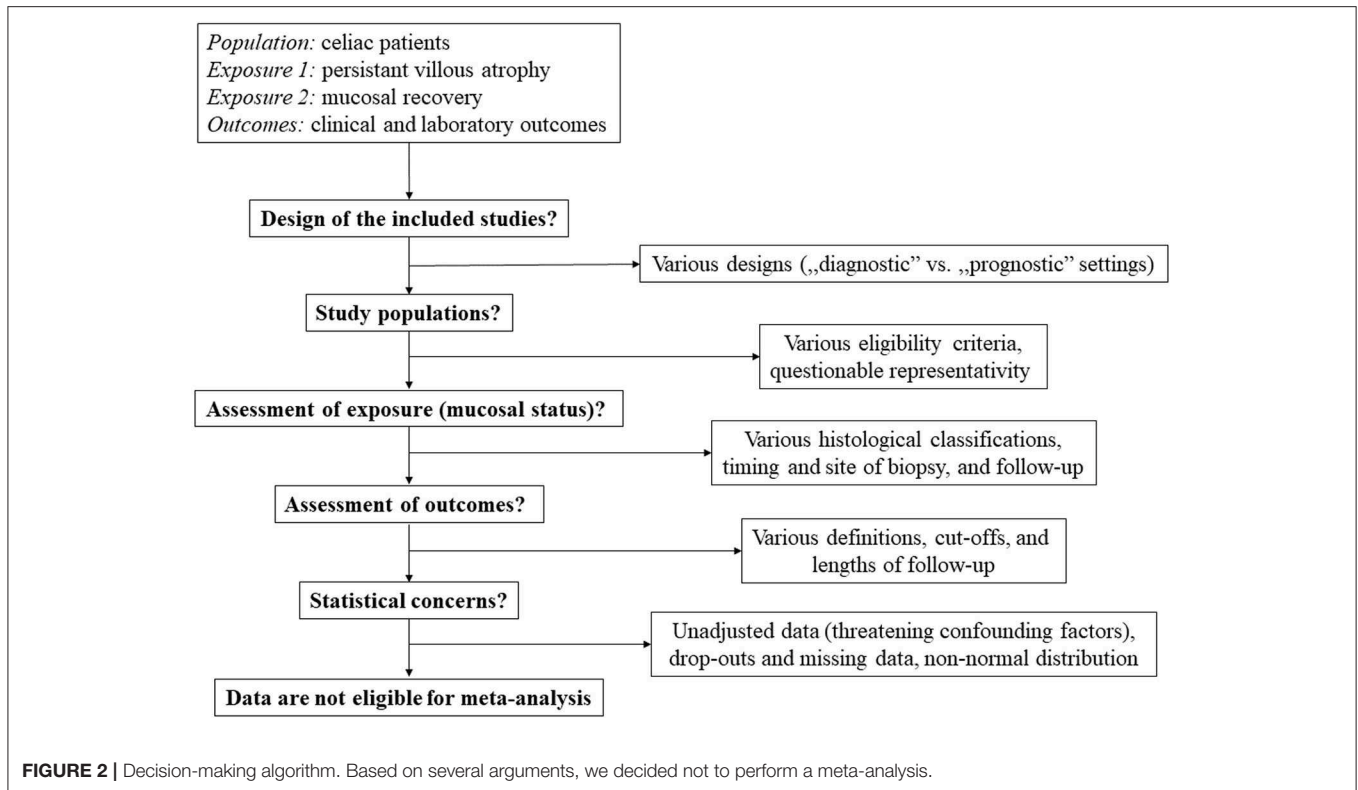 Population: celiac patients
Exposure 1: persistant villous atrophy
Exposure 2: mucosal recovery
Outcomes: clinical and laboratory outcomes
Design of the included studies?
Various designs („diagnostic” vs. „prognostic” settings)
Study populations?
Various eligibility criteria,
questionable representativity
Assessment of exposure (mucosal status)?
Various histological classifications,
timing and site of biopsy, and follow-up
Assessment of outcomes?
Various definitions, cut-offs, and
lengths of follow-up
Statistical concerns?
Unadjusted data (threatening confounding factors),
drop-outs and missing data, non-normal distribution
Data are not eligible for meta-analysis
FIGURE 2 | Decision-making algorithm. Based on several arguments, we decided not to perform a meta-analysis.